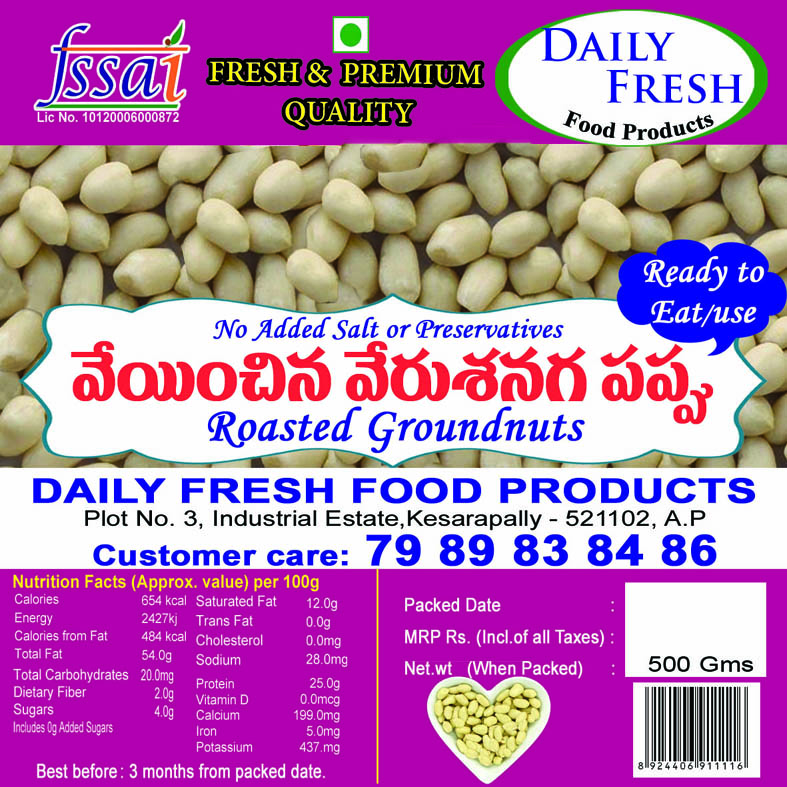 fssai
Lic No. 10120006000872
FRESH & PREMIUM
QUALITY
DAILY
FRESH
Food Products
Ready to
Eat/use
No Added Salt or Preservatives
వేయించిన వేరుశనగ పప్పు
Roasted Groundnuts
DAILY FRESH FOOD PRODUCTS
Plot No. 3, Industrial Estate,Kesarapally - 521102, A.P
Customer care: 79 89 83 84 86
Nutrition Facts (Approx. value) per 100g
Calories 654 kcal
Energy 2427kj
Calories from Fat 484 kcal
Total Fat 54.0g
Total Carbohydrates 20.0mg
Dietary Fiber 2.0g
Sugars 4.0g
Includes 0g Added Sugars
Saturated Fat 12.0g
Trans Fat 0.0g
Cholesterol 0.0mg
Sodium 28.0mg
Protein 25.0g
Vitamin D 0.0mcg
Calcium 199.0mg
Iron 5.0mg
Potassium 437.mg
Best before : 3 months from packed date.
Packed Date :
MRP Rs. (Incl.of all Taxes) :
Net.wt (When Packed) : 500 Gms
8 924406 911116